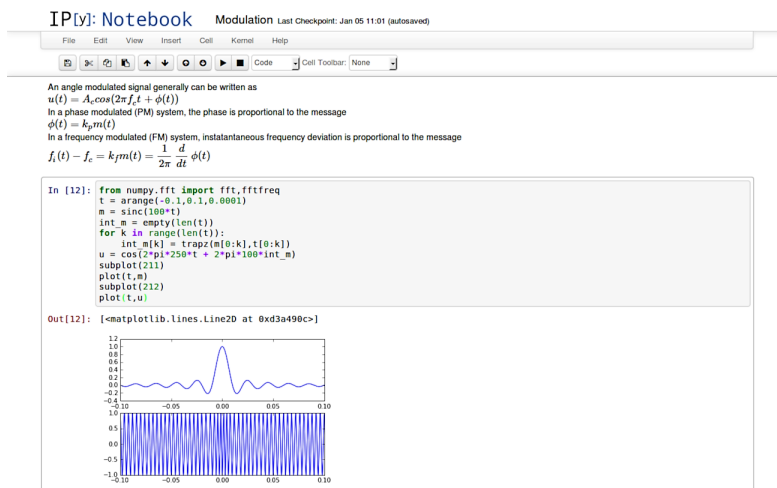 IP[y]: Notebook Modulation Last Checkpoint: Jan 05 11:01 (autosaved)
File Edit View Insert Cell Kernel Help
Code Cell Toolbar: None
An angle modulated signal generally can be written as
u(t) = A_c cos(2πf_c t + ϕ(t))
In a phase modulated (PM) system, the phase is proportional to the message
ϕ(t) = k_p m(t)
In a frequency modulated (FM) system, instatantaneous frequency deviation is proportional to the message
f_i(t) − f_c = k_f m(t) = 1/2π d/dt ϕ(t)
In [12]: from numpy.fft import fft,fftfreq
t = arange(-0.1,0.1,0.0001)
m = sinc(100*t)
int_m = empty(len(t))
for k in range(len(t)):
    int_m[k] = trapz(m[0:k],t[0:k])
u = cos(2*pi*250*t + 2*pi*100*int_m)
subplot(211)
plot(t,m)
subplot(212)
plot(t,u)
Out[12]: [<matplotlib.lines.Line2D at 0xd3a490c>]
1.2
1.0
0.8
0.6
0.4
0.2
0.0
−0.2
−0.4
−0.10 −0.05 0.00 0.05 0.10
1.0
0.5
0.0
−0.5
−1.0
−0.10 −0.05 0.00 0.05 0.10